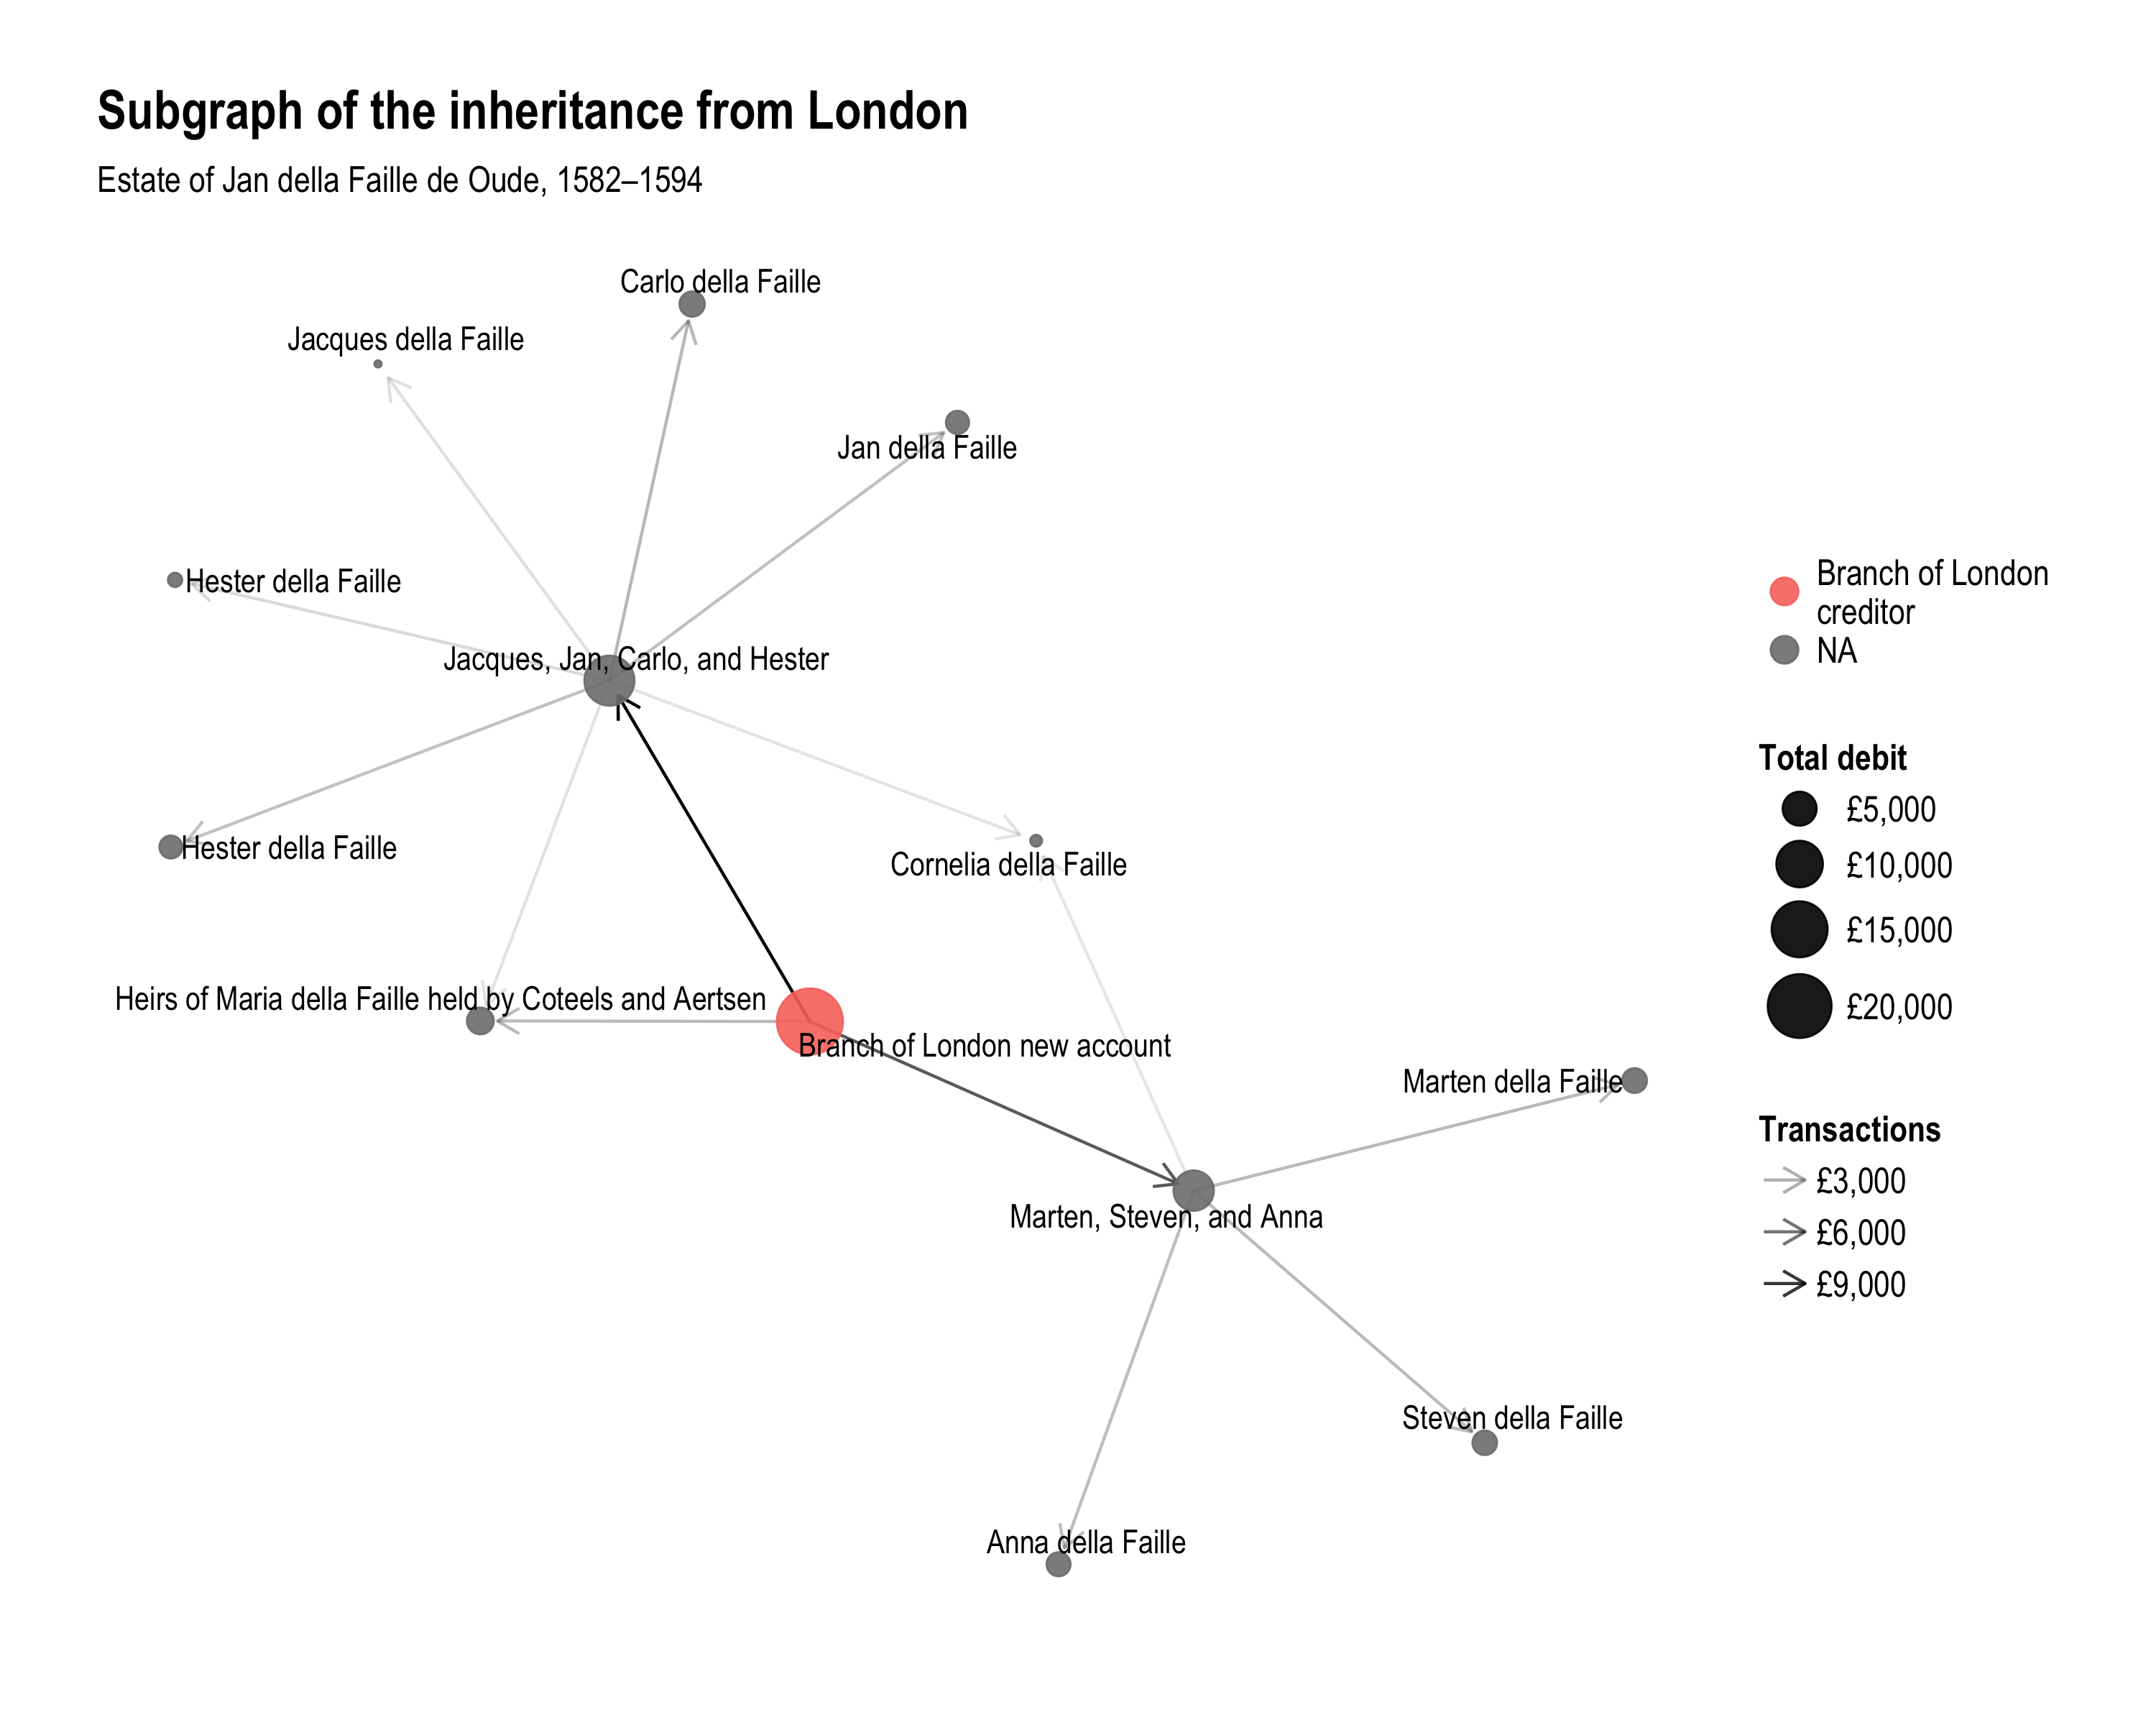 Subgraph of the inheritance from London
Estate of Jan della Faille de Oude, 1582–1594
Carlo della Faille
Jacques della Faille
Jan della Faille
Hester della Faille
Jacques, Jan, Carlo, and Hester
Hester della Faille
Cornelia della Faille
Heirs of Maria della Faille held by Coteels and Aertsen
Branch of London new account
Marten della Faille
Marten, Steven, and Anna
Steven della Faille
Anna della Faille
Branch of London
creditor
NA
Total debit
£5,000
£10,000
£15,000
£20,000
Transactions
£3,000
£6,000
£9,000